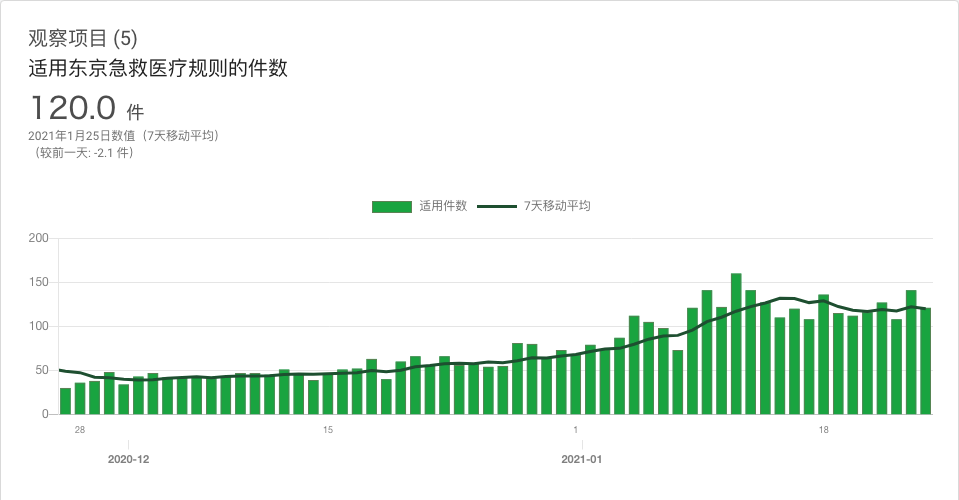 观察项目 (5)
适用东京急救医疗规则的件数
120.0 件
2021年1月25日数值（7天移动平均）
（较前一天: -2.1 件）
适用件数 7天移动平均
200
150
100
50
0
28 15 1 18
2020-12 2021-01